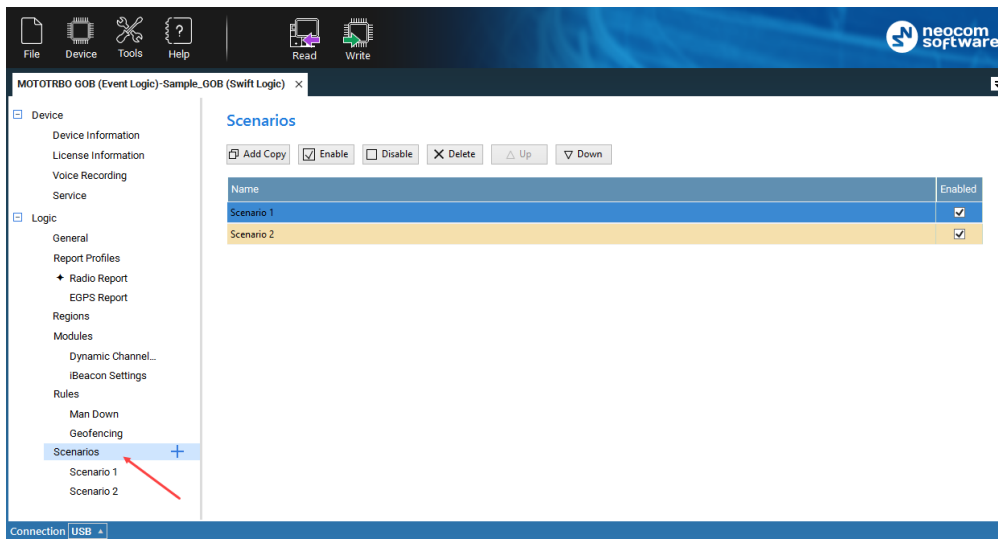 File Device Tools Help Read Write
neocom
software
MOTOTRBO GOB (Event Logic)-Sample_GOB (Swift Logic)
Device
Device Information
License Information
Voice Recording
Service
Logic
General
Report Profiles
Radio Report
EGPS Report
Regions
Modules
Dynamic Channel...
iBeacon Settings
Rules
Man Down
Geofencing
Scenarios
Scenario 1
Scenario 2
Scenarios
Add Copy Enable Disable Delete Up Down
Name Enabled
Scenario 1
Scenario 2
Connection USB